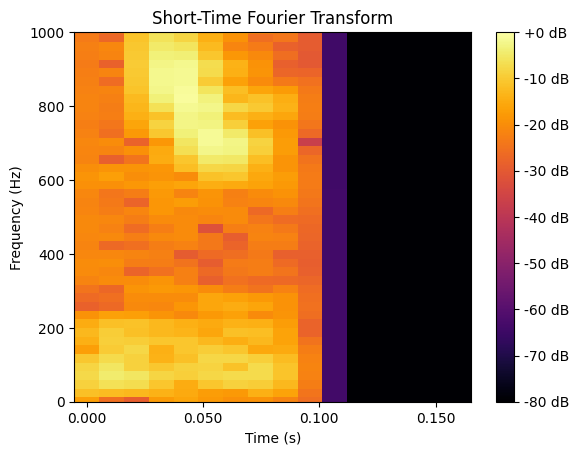 Short-Time Fourier Transform
1000
800
600
400
200
0
Frequency (Hz)
0.000
0.050
0.100
0.150
Time (s)
+0 dB
-10 dB
-20 dB
-30 dB
-40 dB
-50 dB
-60 dB
-70 dB
-80 dB